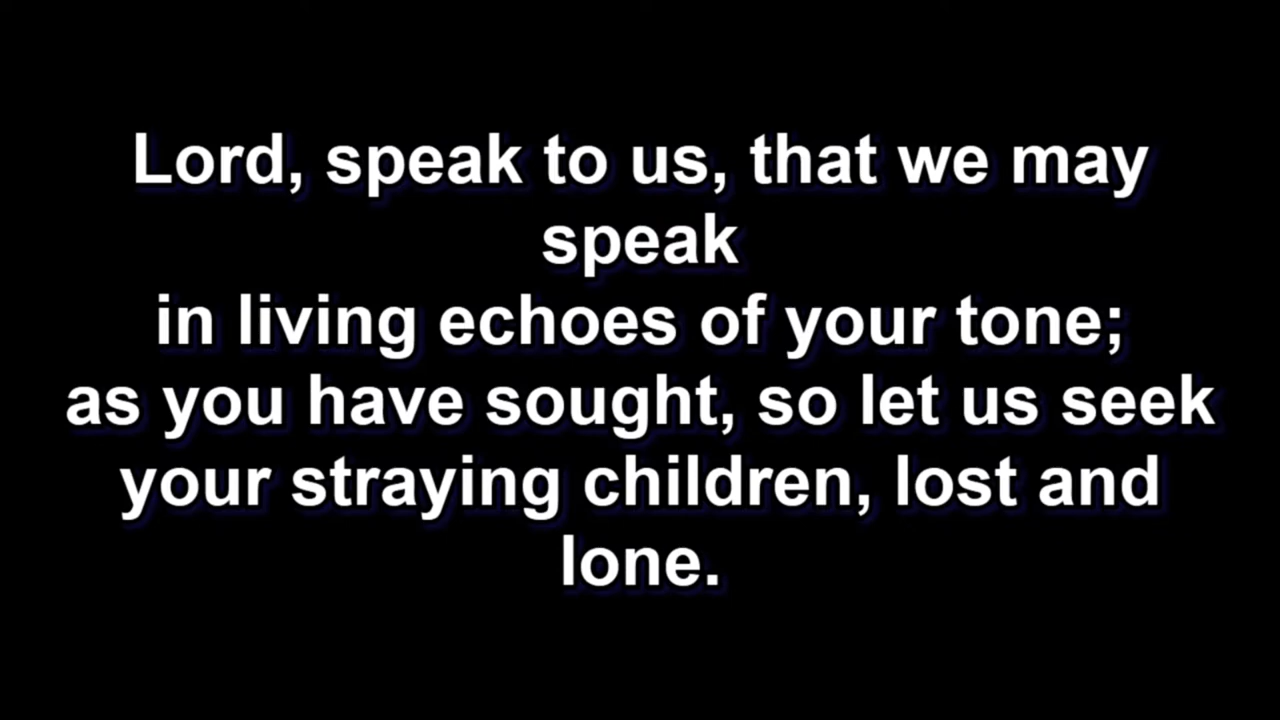 Lord, speak to us, that we may
speak
in living echoes of your tone;
as you have sought, so let us seek
your straying children, lost and
lone.